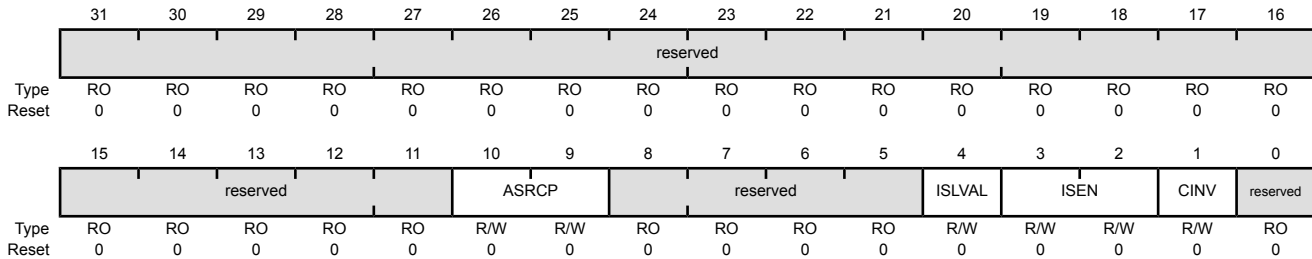 31 30 29 28 27 26 25 24 23 22 21 20 19 18 17 16
reserved
Type RO RO RO RO RO RO RO RO RO RO RO RO RO RO RO RO
Reset 0 0 0 0 0 0 0 0 0 0 0 0 0 0 0 0
15 14 13 12 11 10 9 8 7 6 5 4 3 2 1 0
reserved ASRCP reserved ISLVAL ISEN CINV reserved
Type RO RO RO RO RO R/W R/W RO RO RO RO R/W R/W R/W R/W RO
Reset 0 0 0 0 0 0 0 0 0 0 0 0 0 0 0 0